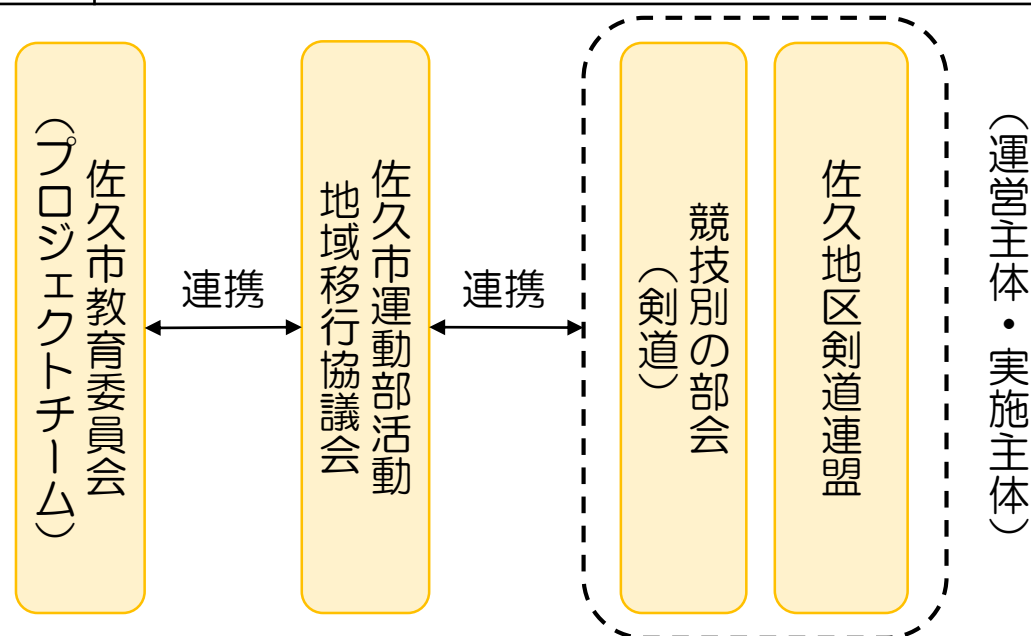 佐久市教育委員会
（プロジェクトチーム）
連携
佐久市運動部活動
地域移行協議会
連携
競技別の部会
（剣道）
佐久地区剣道連盟
（運営主体・実施主体）